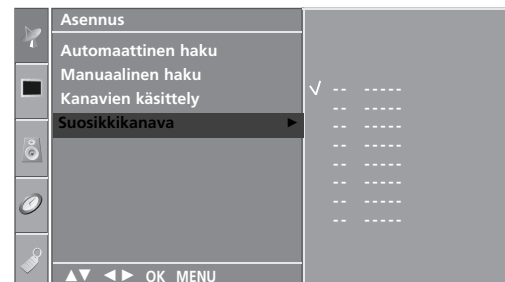 Asennus
Automaattinen haku
Manuaalinen haku
Kanavien käsittely
Suosikkikanava ►
√ -- -----
-- -----
-- -----
-- -----
-- -----
-- -----
-- -----
-- -----
▲▼ ◄► OK MENU